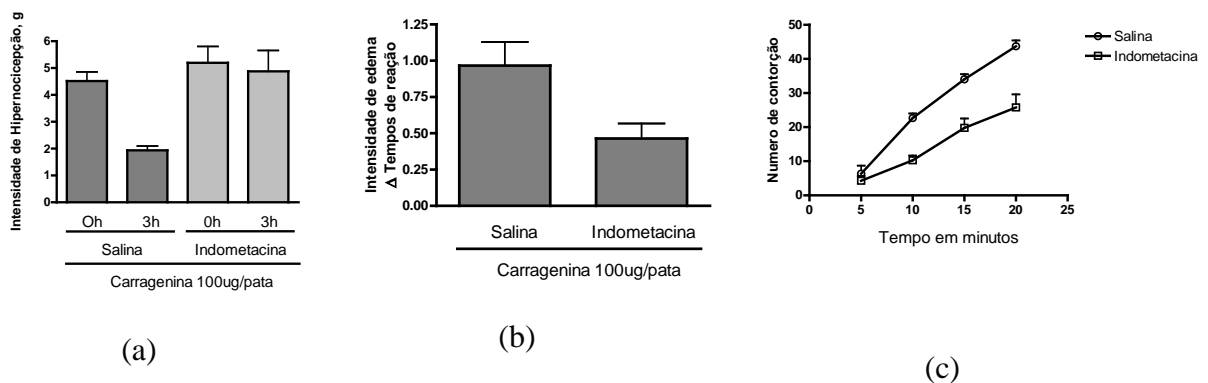 Intensidade de Hipernocicepção, g
6
5
4
3
2
1
0
Oh 3h 0h 3h
Salina Indometacina
Carragenina 100ug/pata
(a)
Intensidade de edema
Δ Tempos de reação
1.25
1.00
0.75
0.50
0.25
0.00
Salina Indometacina
Carragenina 100ug/pata
(b)
Numero de contorção
50
40
30
20
10
0
0 5 10 15 20 25
Tempo em minutos
Salina
Indometacina
(c)